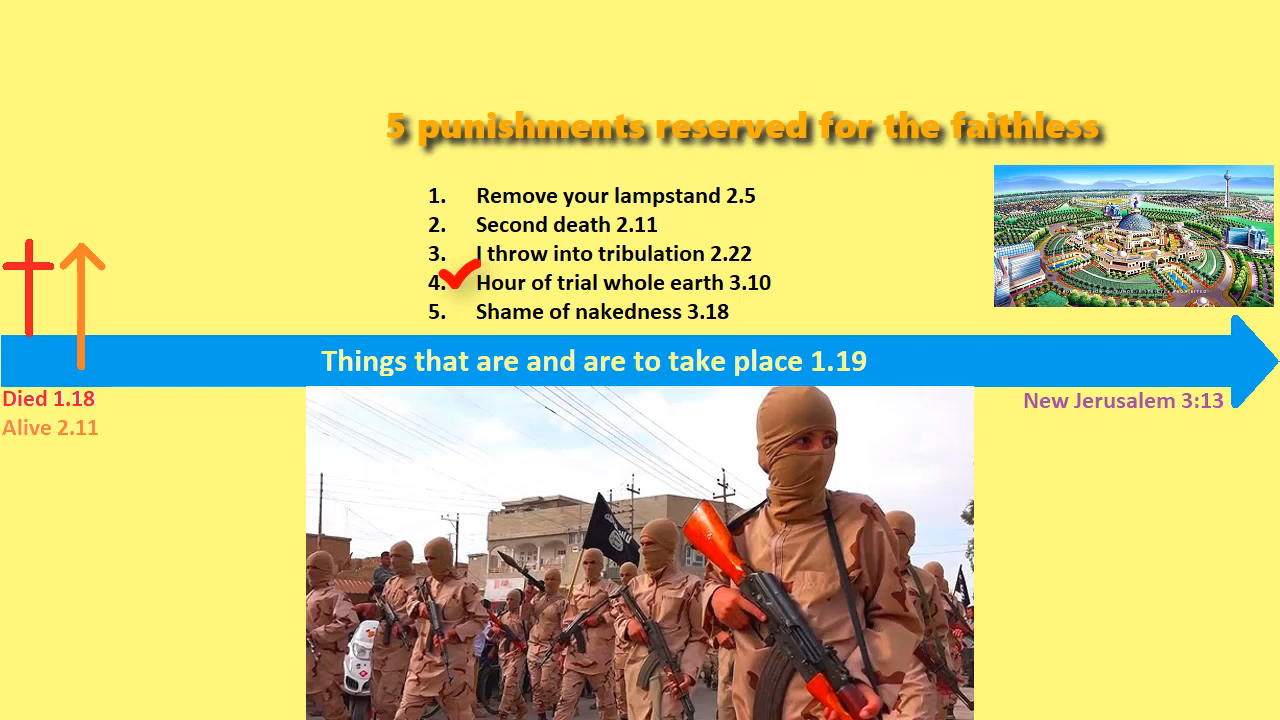 5 punishments reserved for the faithless
1. Remove your lampstand 2.5
2. Second death 2.11
3. I throw into tribulation 2.22
4. Hour of trial whole earth 3.10
5. Shame of nakedness 3.18
Things that are and are to take place 1.19
Died 1.18
Alive 2.11
New Jerusalem 3:13